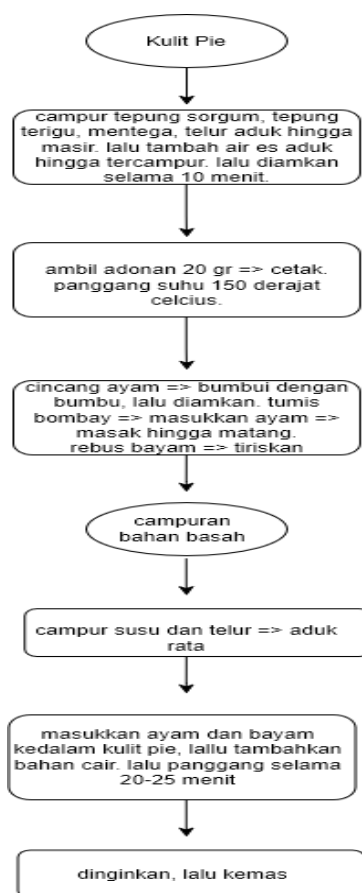 Kulit Pie
campur tepung sorgum, tepung
terigu, mentega, telur aduk hingga
masir. lalu tambah air es aduk
hingga tercampur. lalu diamkan
selama 10 menit.
ambil adonan 20 gr => cetak.
panggang suhu 150 derajat
celcius.
cincang ayam => bumbui dengan
bumbu, lalu diamkan. tumis
bombay => masukkan ayam =>
masak hingga matang.
rebus bayam => tiriskan
campuran
bahan basah
campur susu dan telur => aduk
rata
masukkan ayam dan bayam
kedalam kulit pie, lallu tambahkan
bahan cair. lalu panggang selama
20-25 menit
dinginkan, lalu kemas